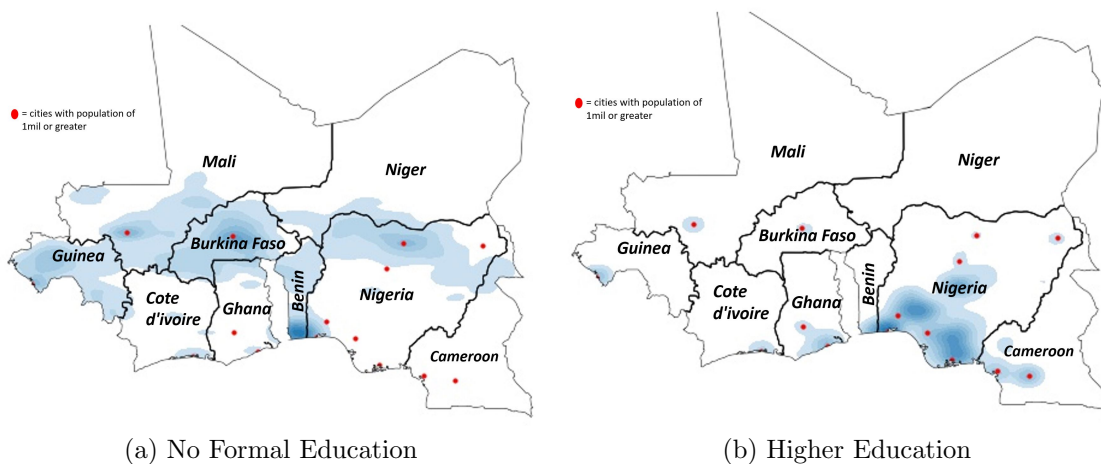 = cities with population of
1mil or greater
Mali
Niger
Burkina Faso
Guinea
Benin
Nigeria
Cote
d'ivoire
Ghana
Cameroon
(a) No Formal Education
= cities with population of
1mil or greater
Mali
Niger
Burkina Faso
Guinea
Benin
Nigeria
Cote
d'ivoire
Ghana
Cameroon
(b) Higher Education